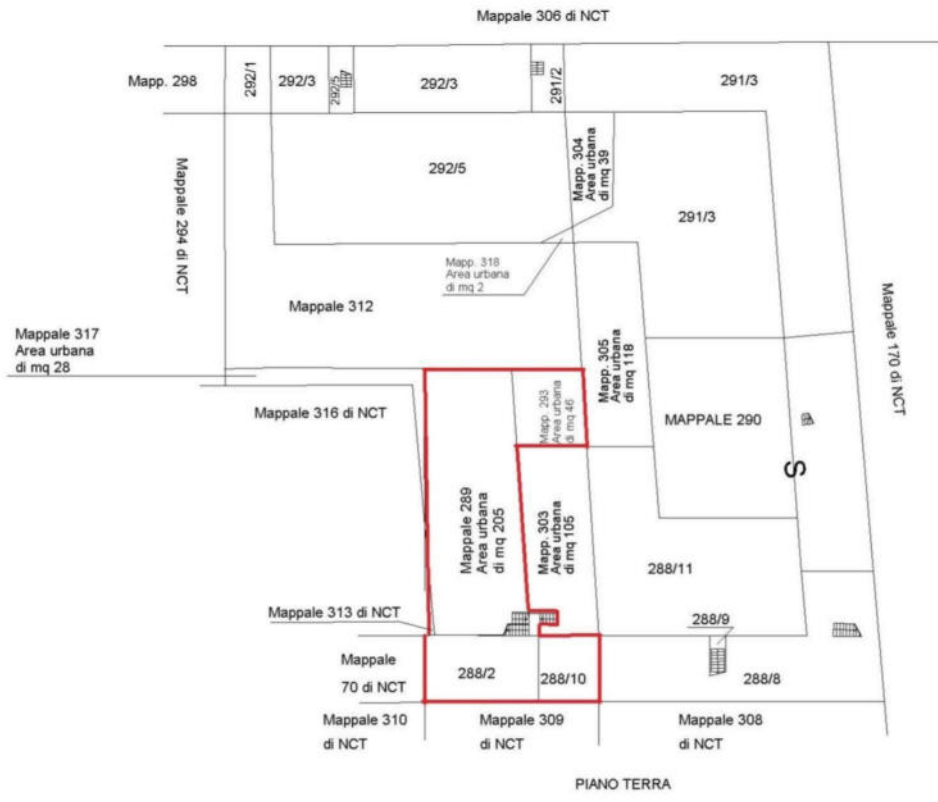 Mappale 306 di NCT
Mapp. 298
292/1
292/3
292/5
292/3
291/2
291/3
Mappale 294 di NCT
292/5
Mapp. 304
Area urbana
di mq 39
291/3
Mapp. 318
Area urbana
di mq 2
Mappale 312
Mappale 170 di NCT
Mappale 317
Area urbana
di mq 28
Mapp. 305
Area urbana
di mq 118
Mappale 316 di NCT
Mapp. 293
Area urbana
di mq 46
MAPPALE 290
S
Mappale 289
Area urbana
di mq 205
Mapp. 303
Area urbana
di mq 105
288/11
Mappale 313 di NCT
288/9
Mappale
70 di NCT
288/2
288/10
288/8
Mappale 310
di NCT
Mappale 309
di NCT
Mappale 308
di NCT
PIANO TERRA